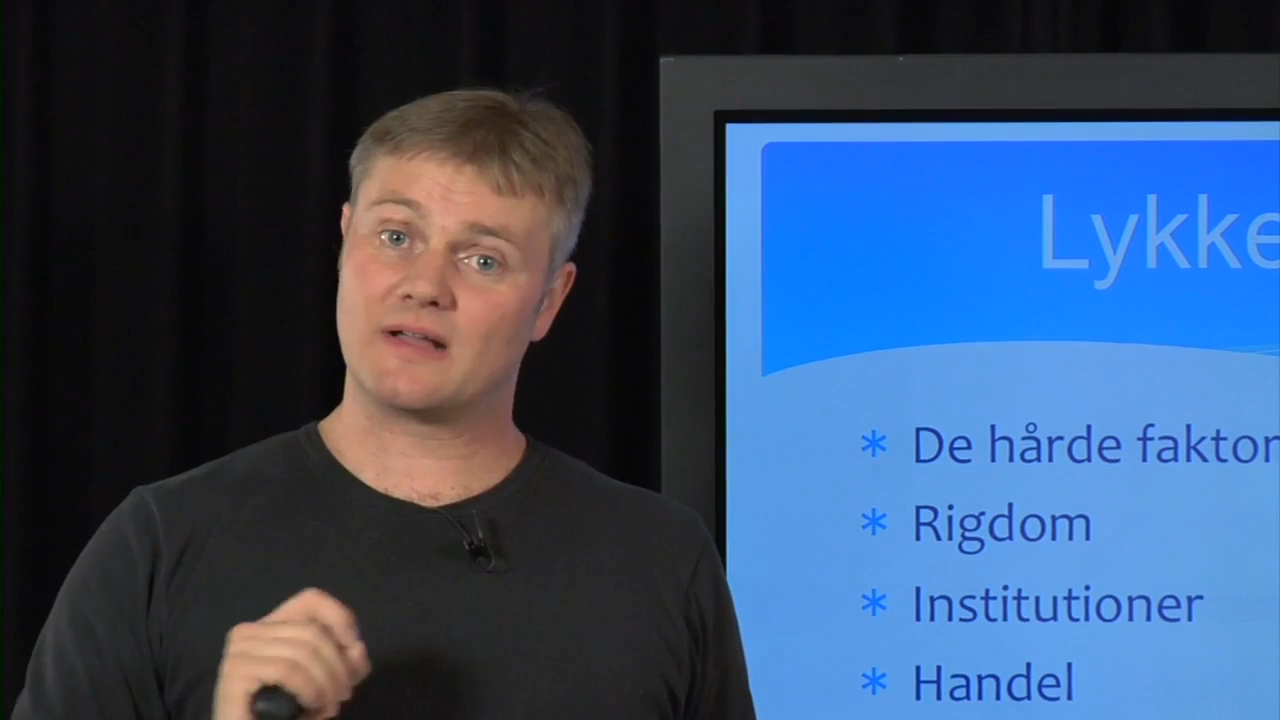 Lykke
De hårde faktor
Rigdom
Institutioner
Handel